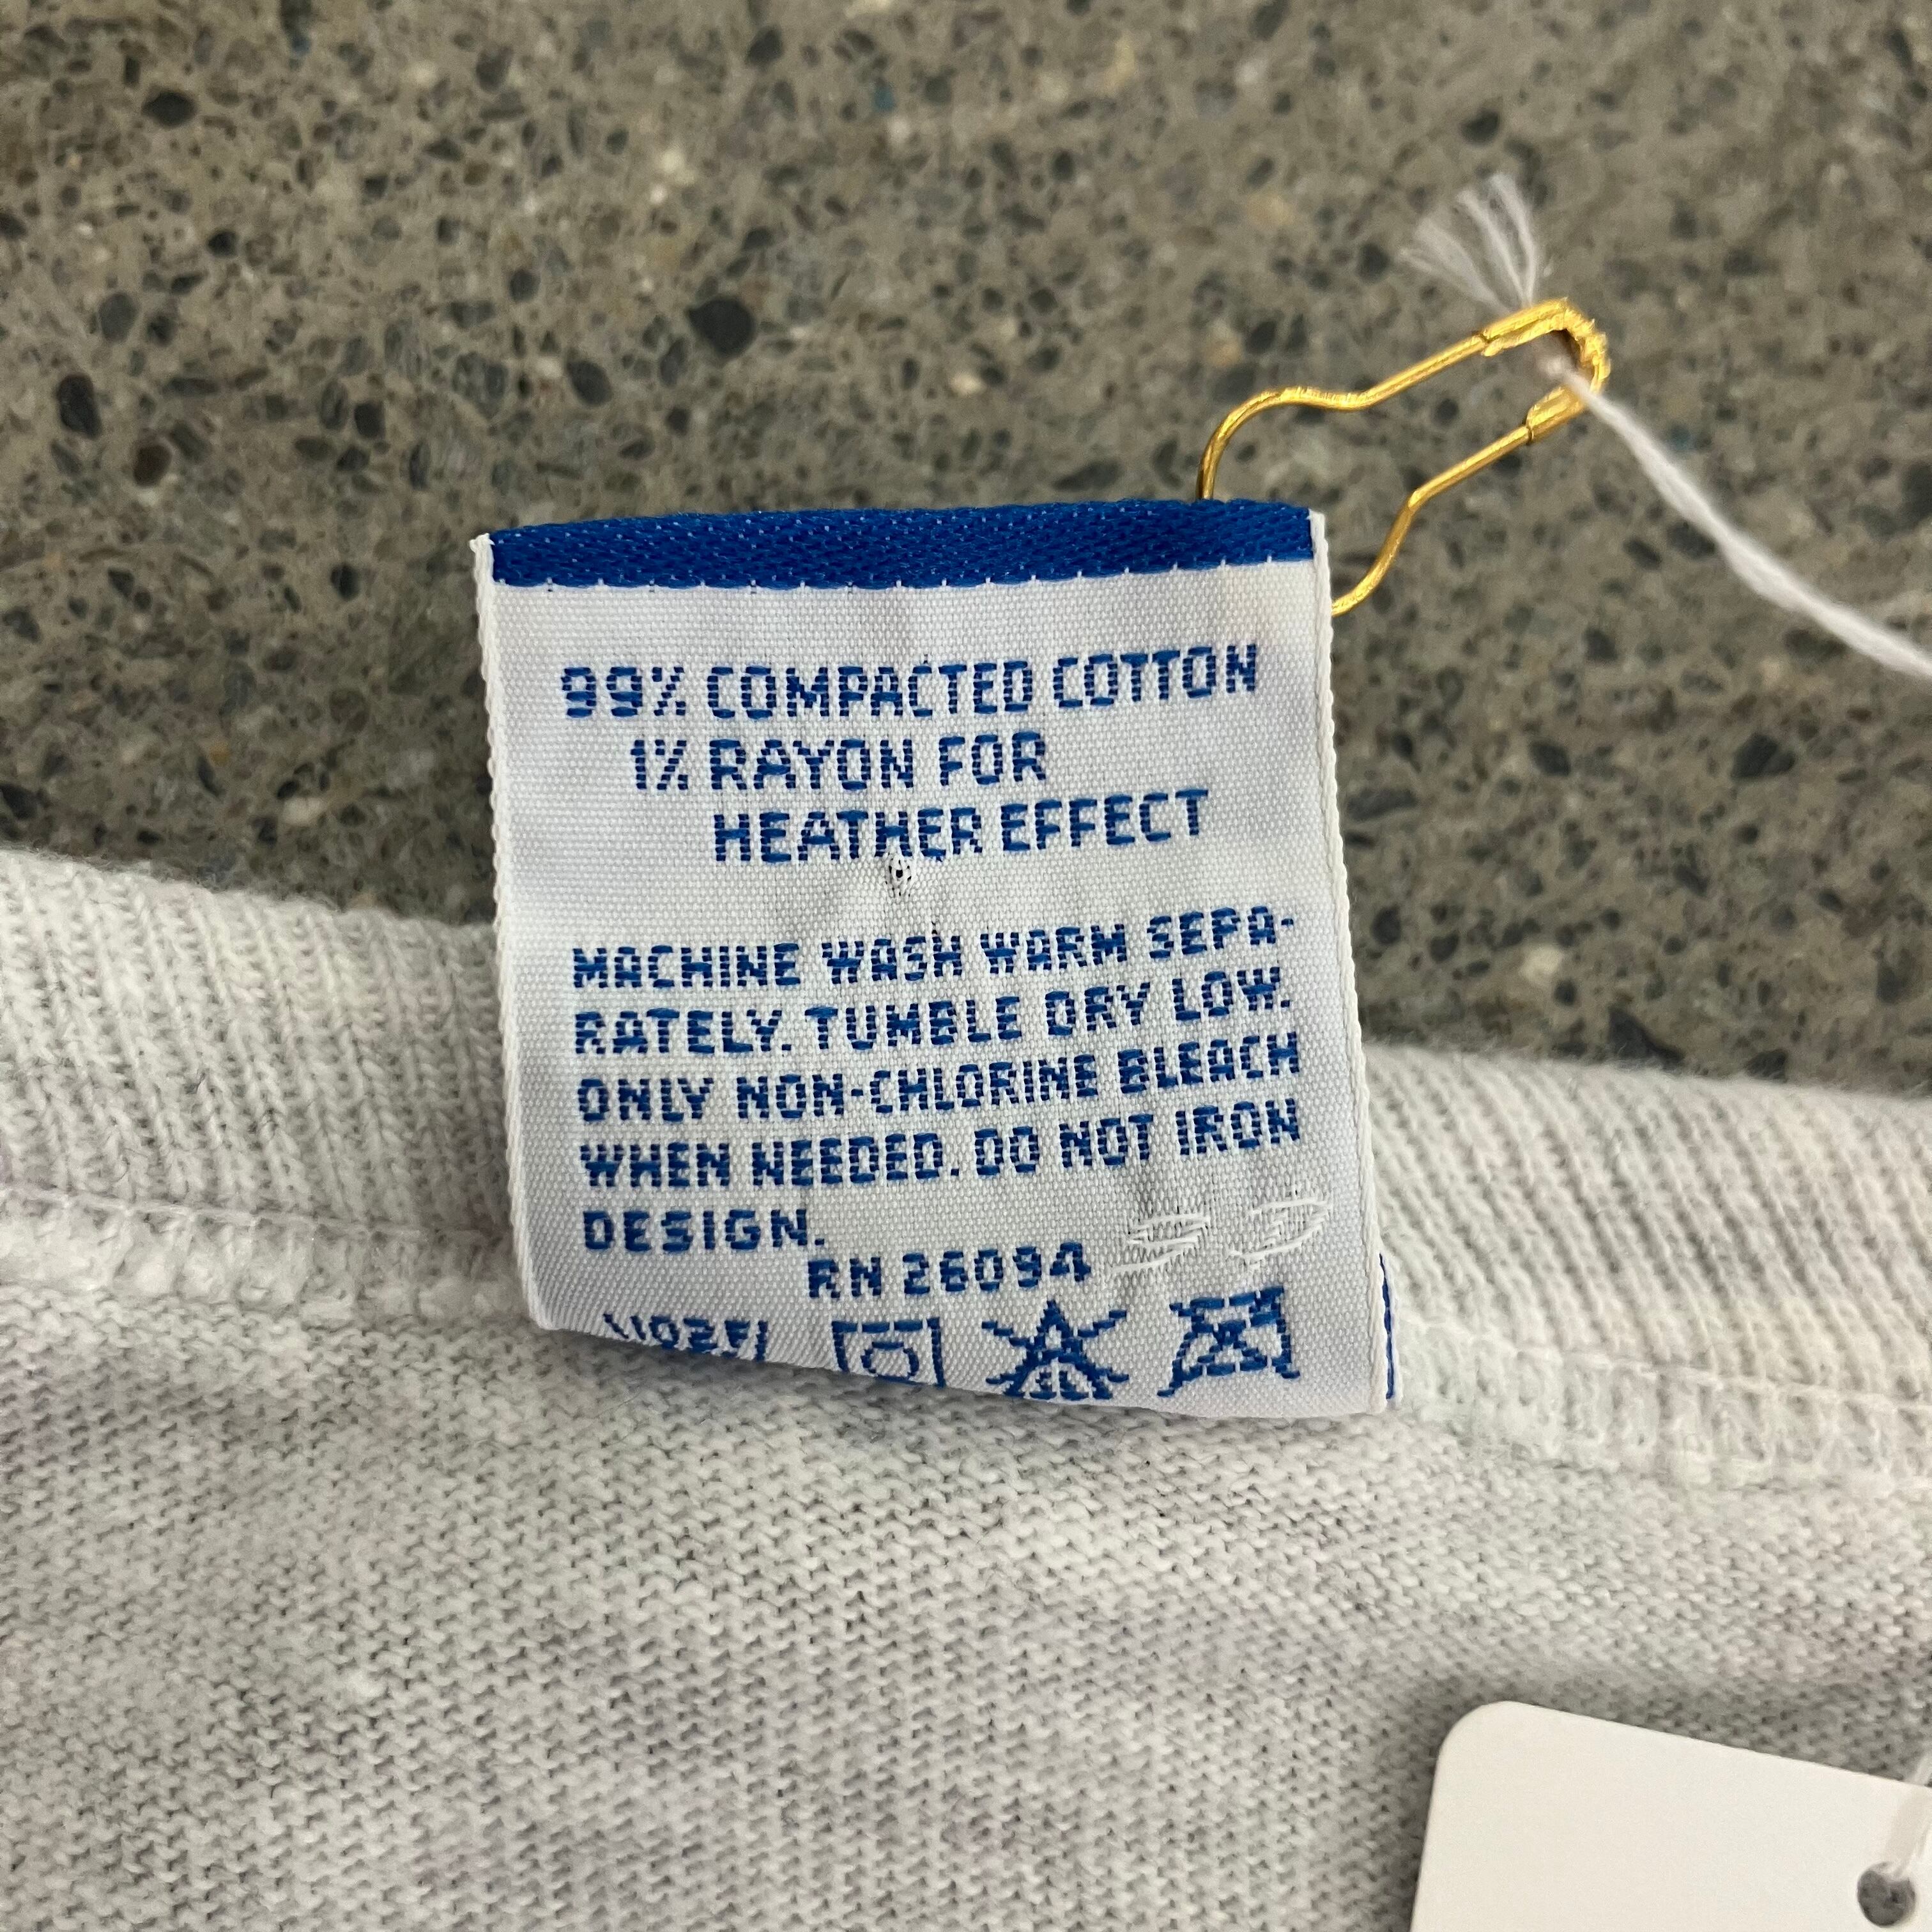 99% COMPACTED COTTON
1% RAYON FOR
HEATHER EFFECT
MACHINE WASH WARM SEPA-
RATELY. TUMBLE DRY LOW.
ONLY NON-CHLORINE BLEACH
WHEN NEEDED. DO NOT IRON
DESIGN.
RN 26094